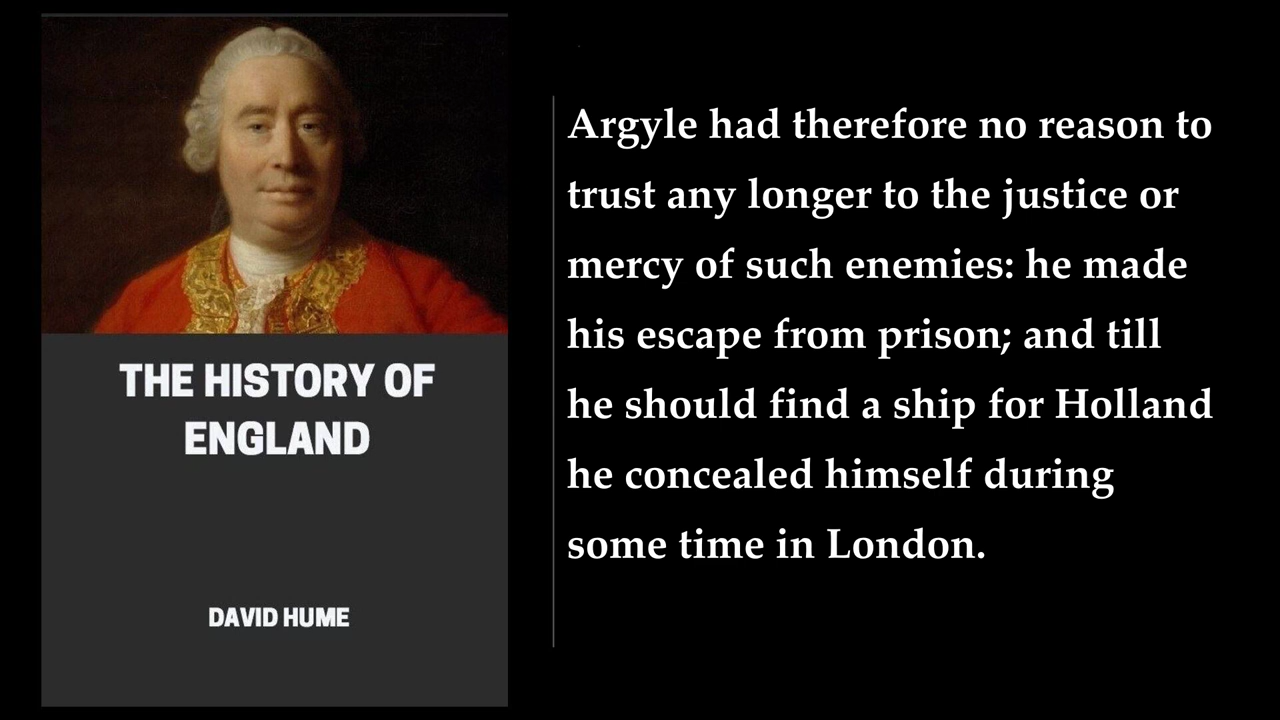 THE HISTORY OF
ENGLAND
DAVID HUME
Argyle had therefore no reason to
trust any longer to the justice or
mercy of such enemies: he made
his escape from prison; and till
he should find a ship for Holland
he concealed himself during
some time in London.